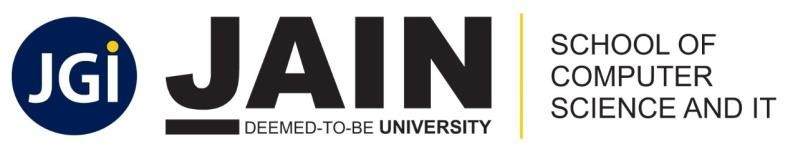 JGi
JAIN
DEEMED-TO-BE UNIVERSITY
SCHOOL OF
COMPUTER
SCIENCE AND IT